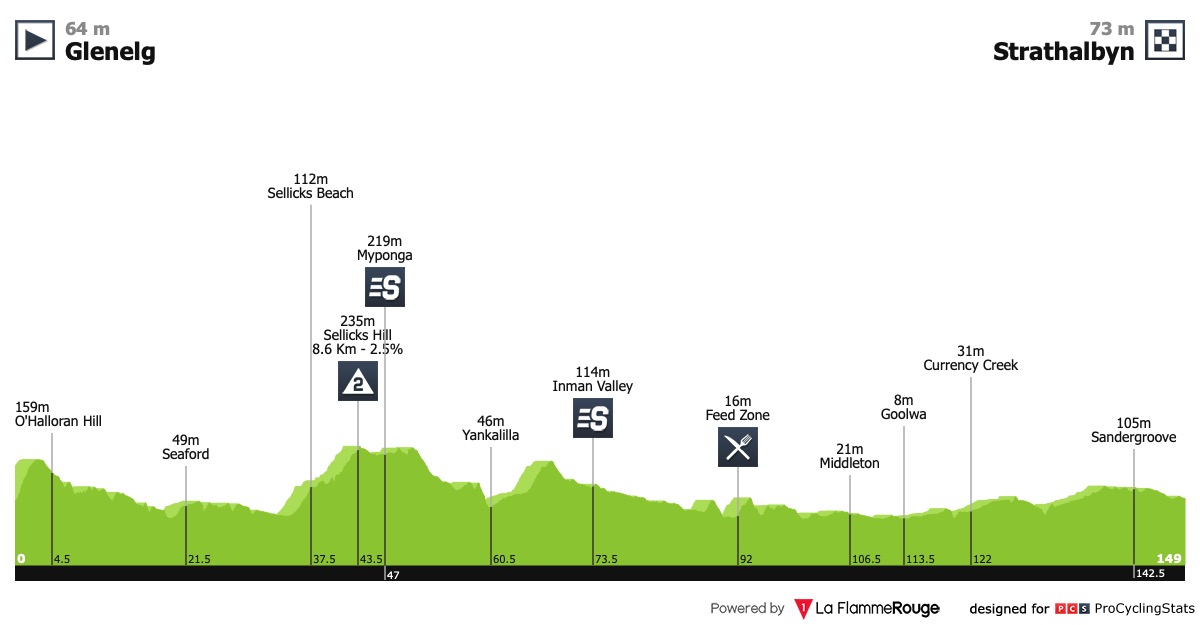 64 m
Glenelg
73 m
Strathalbyn
112m
Sellicks Beach
219m
Myponga
S
235m
Sellicks Hill
8.6 Km - 2.5%
2
31m
Currency Creek
114m
Inman Valley
S
16m
Feed Zone
8m
Goolwa
159m
O'Halloran Hill
46m
Yankalilla
105m
Sandergroove
49m
Seaford
21m
Middleton
0
4.5
21.5
37.5
43.5
60.5
73.5
92
106.5
113.5
122
149
47
142.5
Powered by 1 La FlammeRouge designed for PCS ProCyclingStats